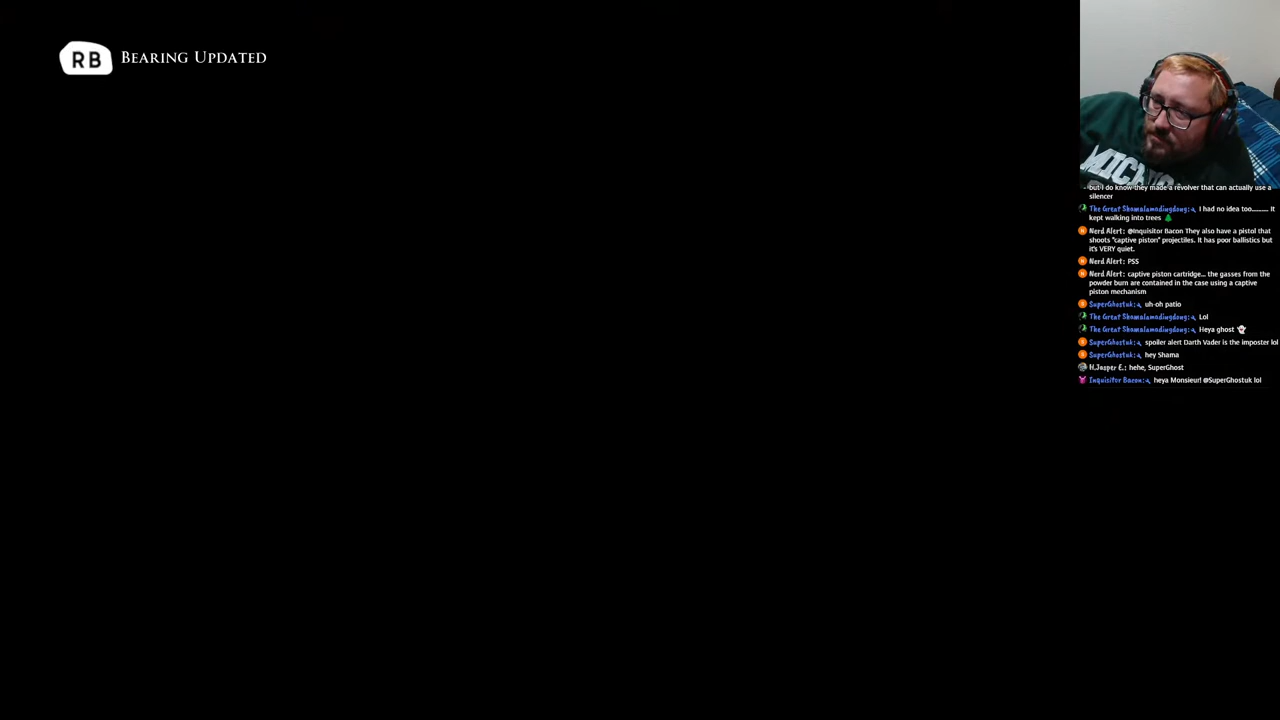 RB Bearing Updated
MICHIG
but I do know they made a revolver that can actually use a
silencer
The Great Shamalamadingdong: I had no idea too......... It
kept walking into trees 🌲
Nerd Alert: @Inquisitor Bacon They also have a pistol that
shoots "captive piston" projectiles. It has poor ballistics but
it's VERY quiet.
Nerd Alert: PSS
Nerd Alert: captive piston cartridge... the gasses from the
powder burn are contained in the case using a captive
piston mechanism
SuperGhostuk: uh-oh patio
The Great Shamalamadingdong: Lol
The Great Shamalamadingdong: Heya ghost 👻
SuperGhostuk: spoiler alert Darth Vader is the imposter lol
SuperGhostuk: hey Shama
H.Jasper E.: hehe, SuperGhost
Inquisitor Bacon: heya Monsieur! @SuperGhostuk lol